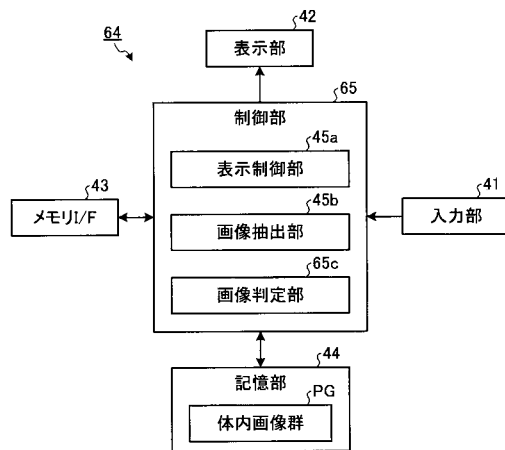 64
42
表示部
65
制御部
45a
表示制御部
43
メモリI/F
45b
画像抽出部
41
入力部
65c
画像判定部
44
記憶部
PG
体内画像群